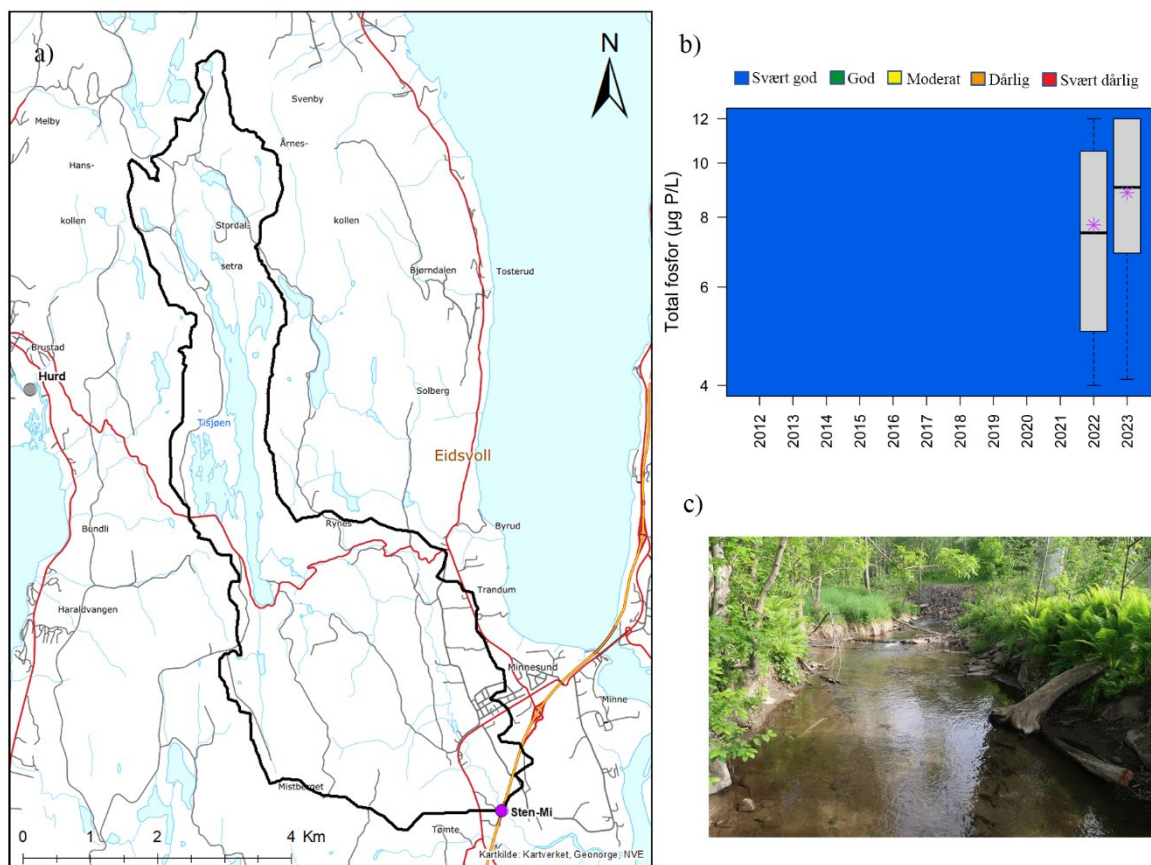 a)
N
Svenby
Melby
Årnes-
Hans-
kollen
Stordal-
kollen
setra
Bjørndalen
Tosterud
Brustad
Hurd
Solberg
Tisjøen
Eidsvoll
Rynes
Byrud
Bundli
Trandum
Haraldvangen
Minnesund
Minne
Mistberget
Sten-Mi
Tømte
0 1 2 4 Km
Kartkilde: Kartverket, Geonorge, NVE
b)
Svært god God Moderat Dårlig Svært dårlig
Total fosfor (µg P/L)
12
10
8
6
4
2012 2013 2014 2015 2016 2017 2018 2019 2020 2021 2022 2023
c)